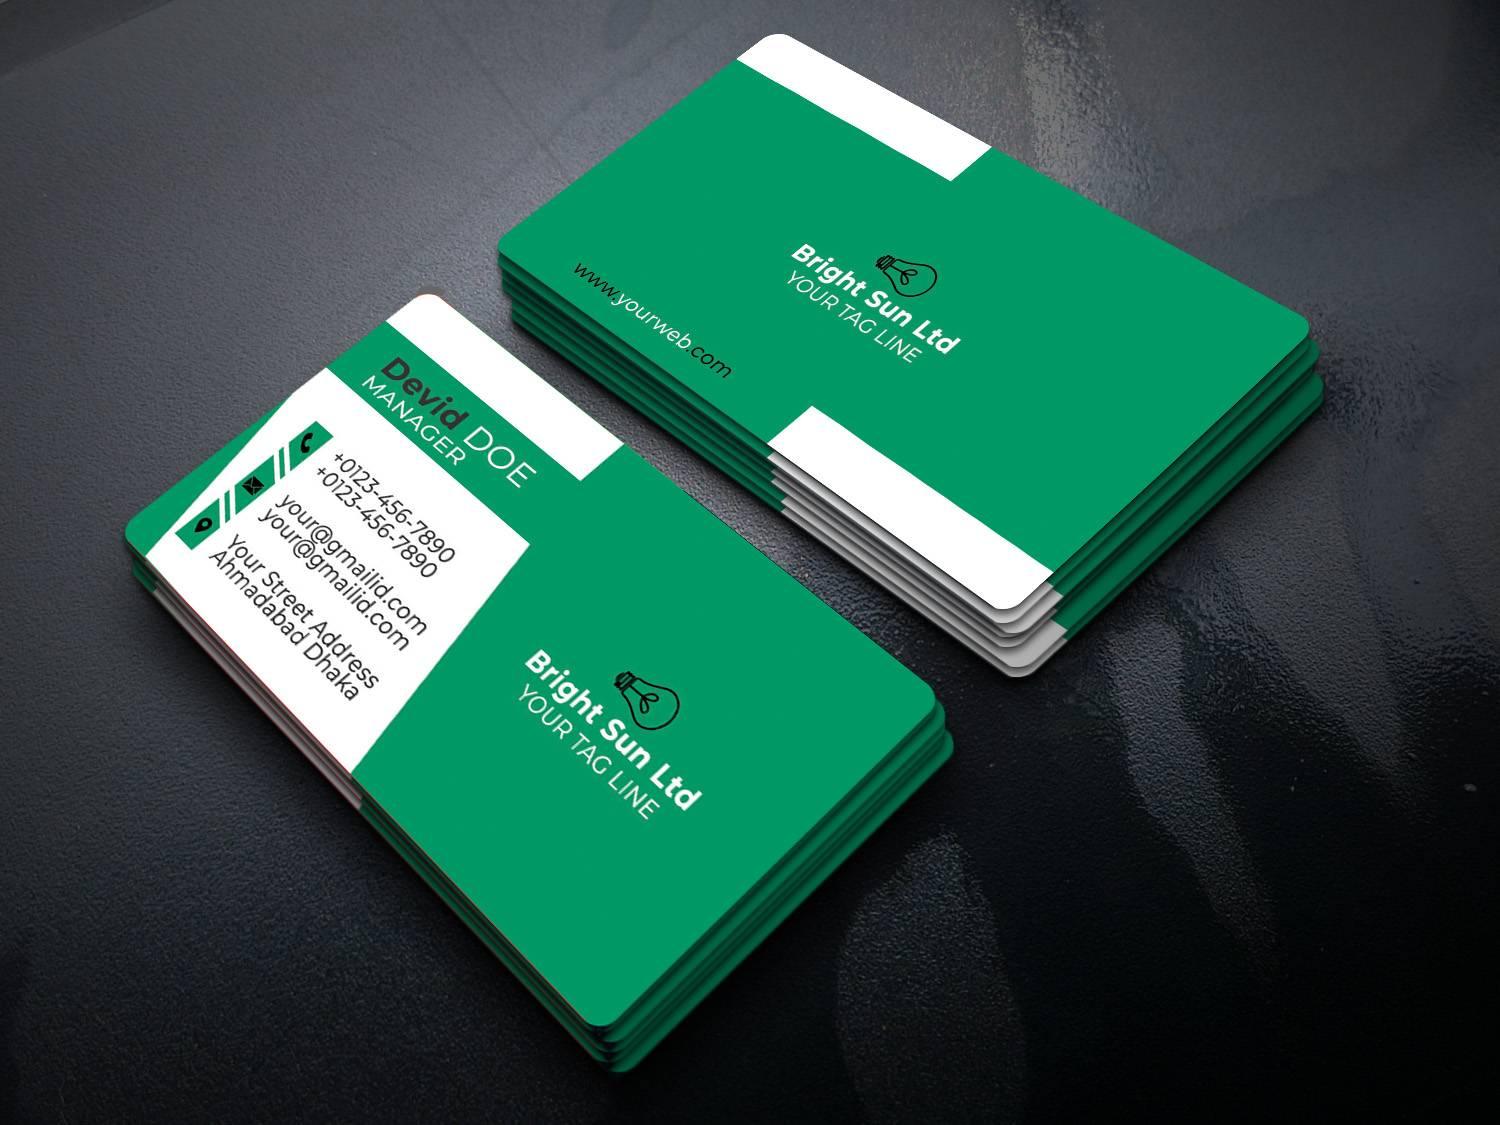 Bright Sun Ltd
YOUR TAG LINE
www.yourweb.com
Devid DOE
MANAGER
+0123-456-7890
+0123-456-7890
your@gmailid.com
your@gmailid.com
Your Street Address
Ahmadabad Dhaka
Bright Sun Ltd
YOUR TAG LINE